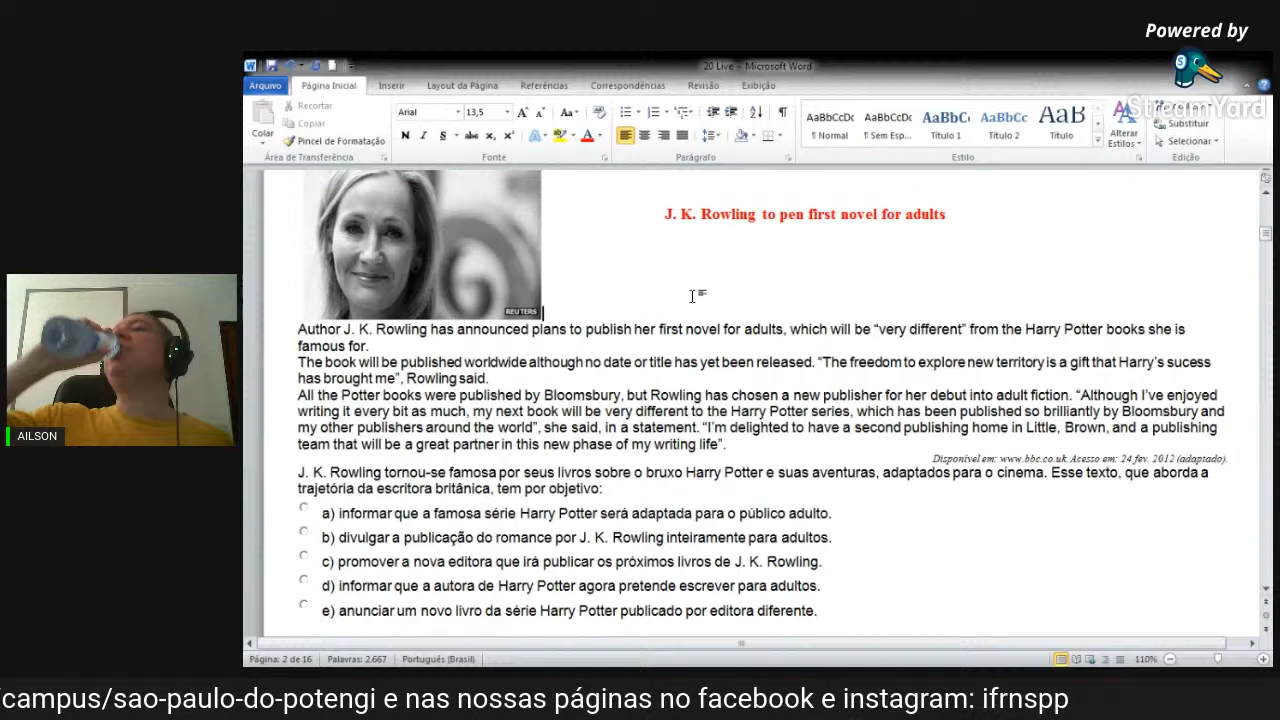 Powered by
StreamYard
20 Live - Microsoft Word
Arquivo
Página Inicial
Inserir
Layout da Página
Referências
Correspondências
Revisão
Exibição
Colar
Recortar
Copiar
Pincel de Formatação
Área de Transferência
Arial
13,5
Fonte
Parágrafo
AaBbCcDc
¶ Normal
AaBbCcDc
¶ Sem Esp...
AaBbC
Título 1
AaBbCc
Título 2
AaB
Título
Alterar
Estilos
Estilo
Substituir
Selecionar
Edição
J. K. Rowling to pen first novel for adults
REUTERS
Author J. K. Rowling has announced plans to publish her first novel for adults, which will be “very different” from the Harry Potter books she is
famous for.
The book will be published worldwide although no date or title has yet been released. “The freedom to explore new territory is a gift that Harry’s sucess
has brought me”, Rowling said.
All the Potter books were published by Bloomsbury, but Rowling has chosen a new publisher for her debut into adult fiction. “Although I’ve enjoyed
writing it every bit as much, my next book will be very different to the Harry Potter series, which has been published so brilliantly by Bloomsbury and
my other publishers around the world”, she said, in a statement. “I’m delighted to have a second publishing home in Little, Brown, and a publishing
team that will be a great partner in this new phase of my writing life”.
Disponível em: www.bbc.co.uk. Acesso em: 24 fev. 2012 (adaptado).
J. K. Rowling tornou-se famosa por seus livros sobre o bruxo Harry Potter e suas aventuras, adaptados para o cinema. Esse texto, que aborda a
trajetória da escritora britânica, tem por objetivo:
a) informar que a famosa série Harry Potter será adaptada para o público adulto.
b) divulgar a publicação do romance por J. K. Rowling inteiramente para adultos.
c) promover a nova editora que irá publicar os próximos livros de J. K. Rowling.
d) informar que a autora de Harry Potter agora pretende escrever para adultos.
e) anunciar um novo livro da série Harry Potter publicado por editora diferente.
AILSON
Página: 2 de 16
Palavras: 2.667
Português (Brasil)
110%
/campus/sao-paulo-do-potengi e nas nossas páginas no facebook e instagram: ifrnspp